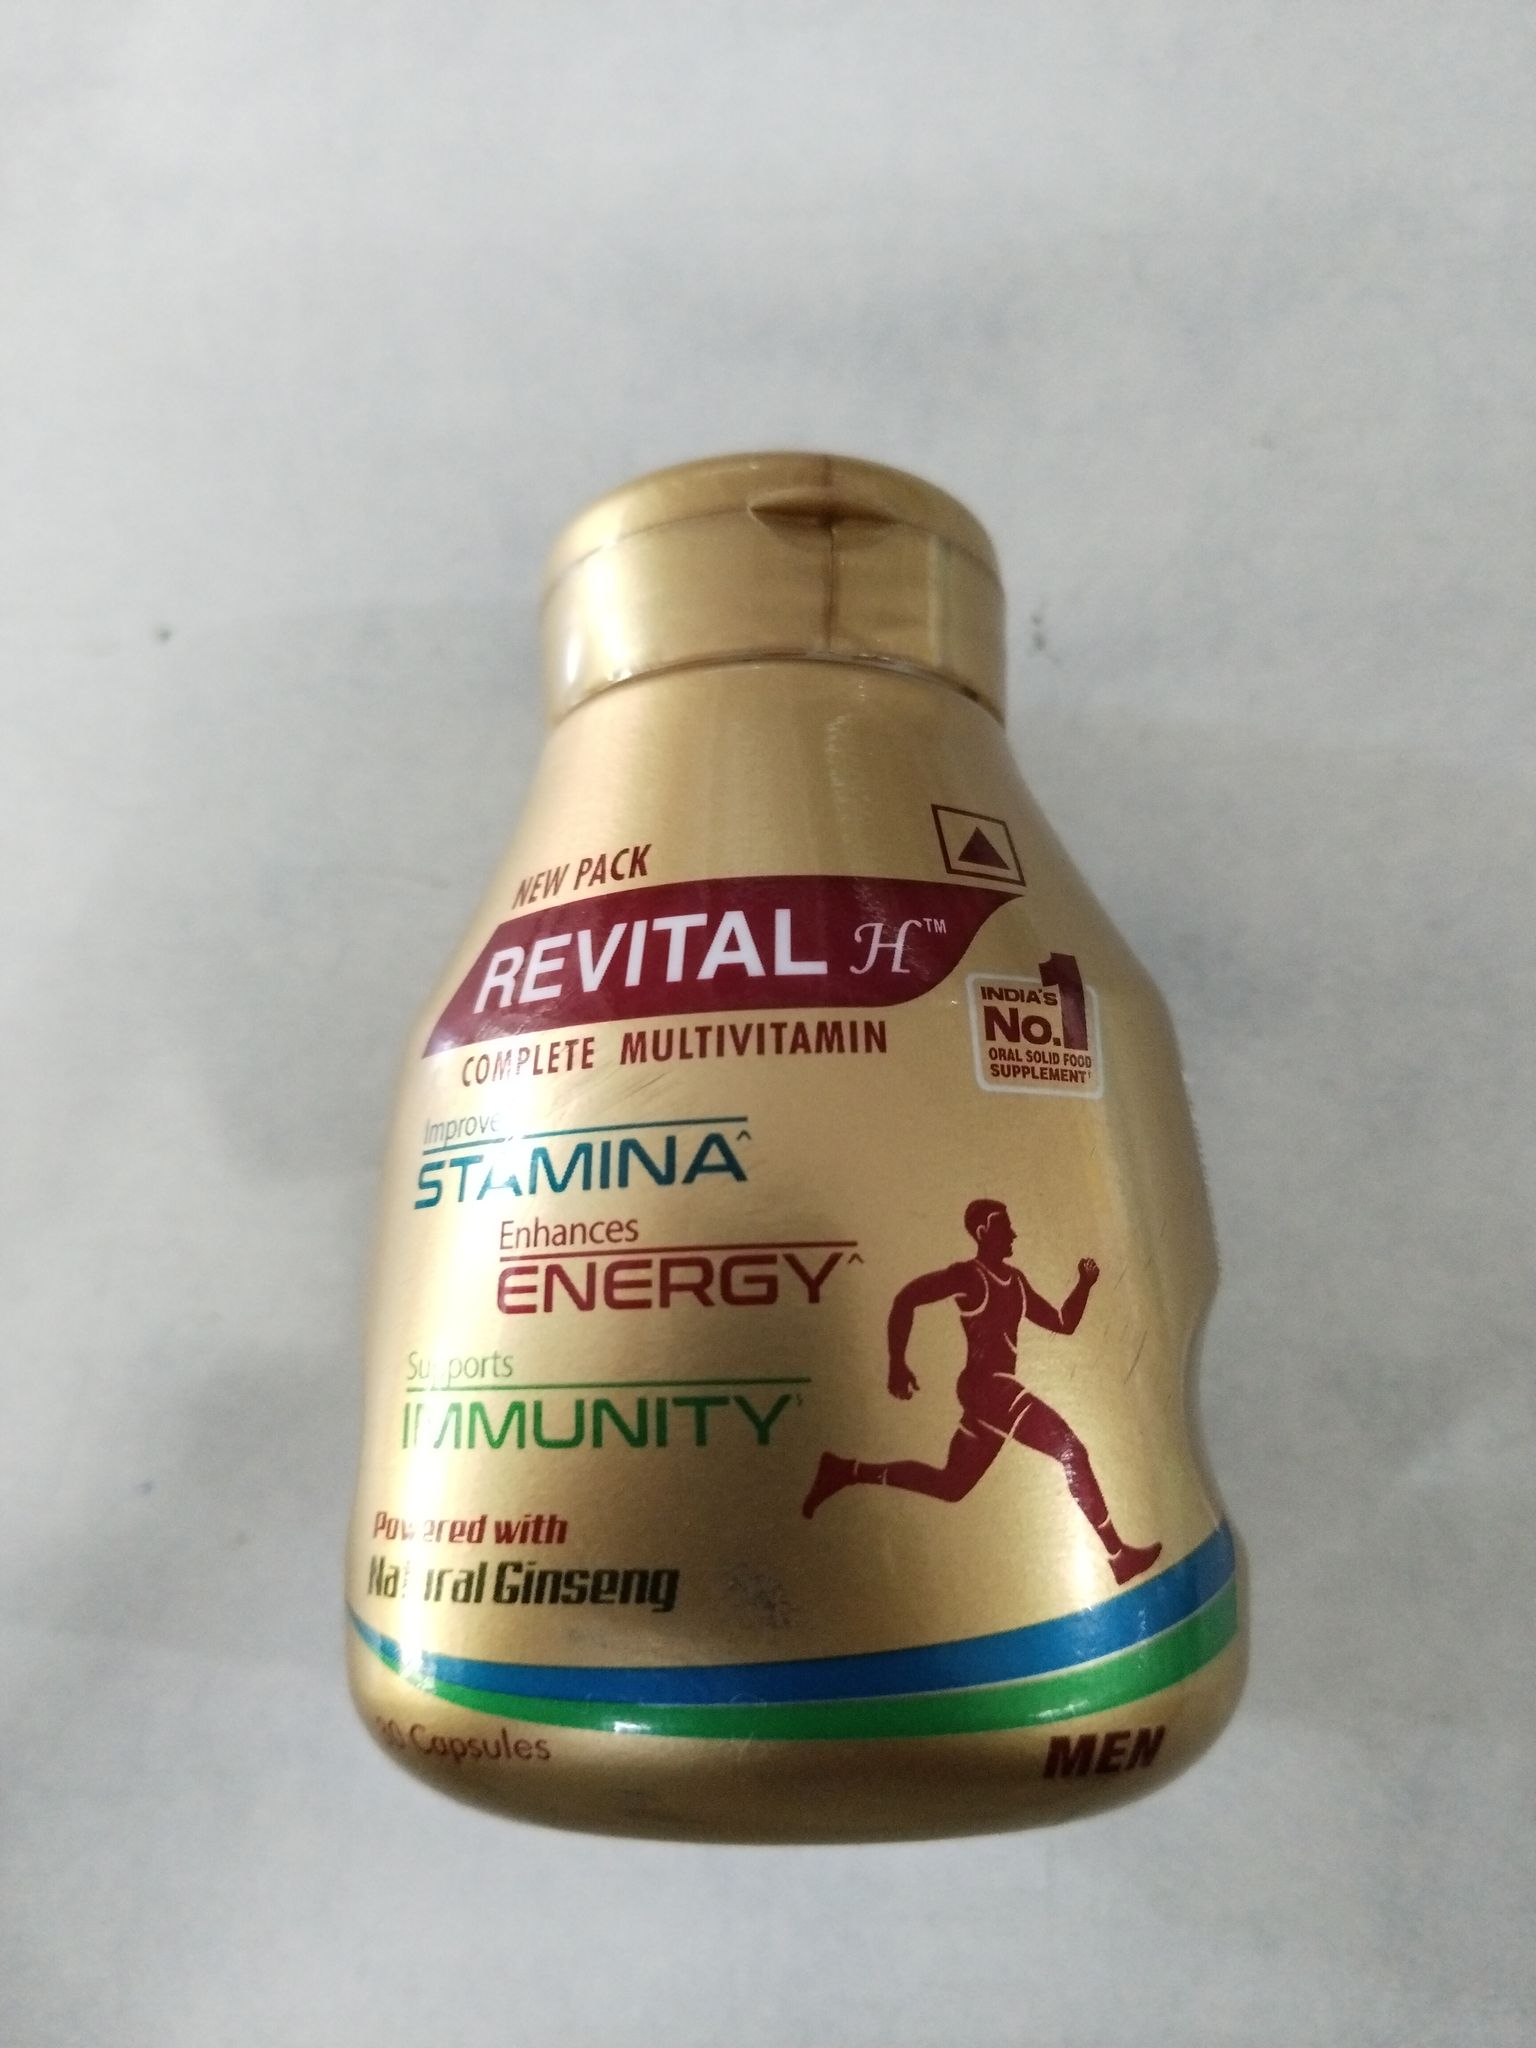 NEW PACK
REVITAL H™
COMPLETE MULTIVITAMIN
INDIA'S
No.1
ORAL SOLID FOOD
SUPPLEMENT
Improve
STAMINA^
Enhances
ENERGY^
Supports
IMMUNITY
Powered with
Natural Ginseng
Capsules
MEN